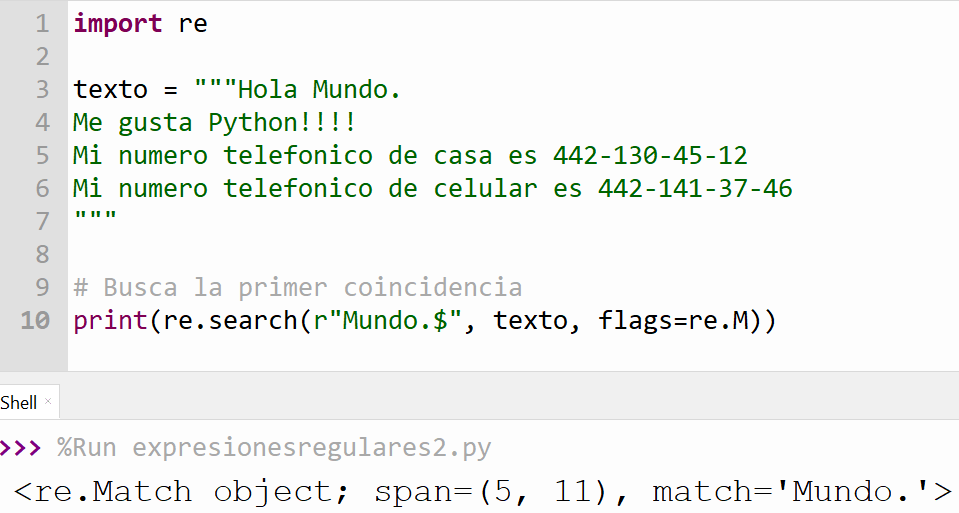 1 import re
2
3 texto = """Hola Mundo.
4 Me gusta Python!!!!
5 Mi numero telefonico de casa es 442-130-45-12
6 Mi numero telefonico de celular es 442-141-37-46
7 """
8
9 # Busca la primer coincidencia
10 print(re.search(r"Mundo.$", texto, flags=re.M))
Shell ×
>>> %Run expresionesregulares2.py
<re.Match object; span=(5, 11), match='Mundo.'>